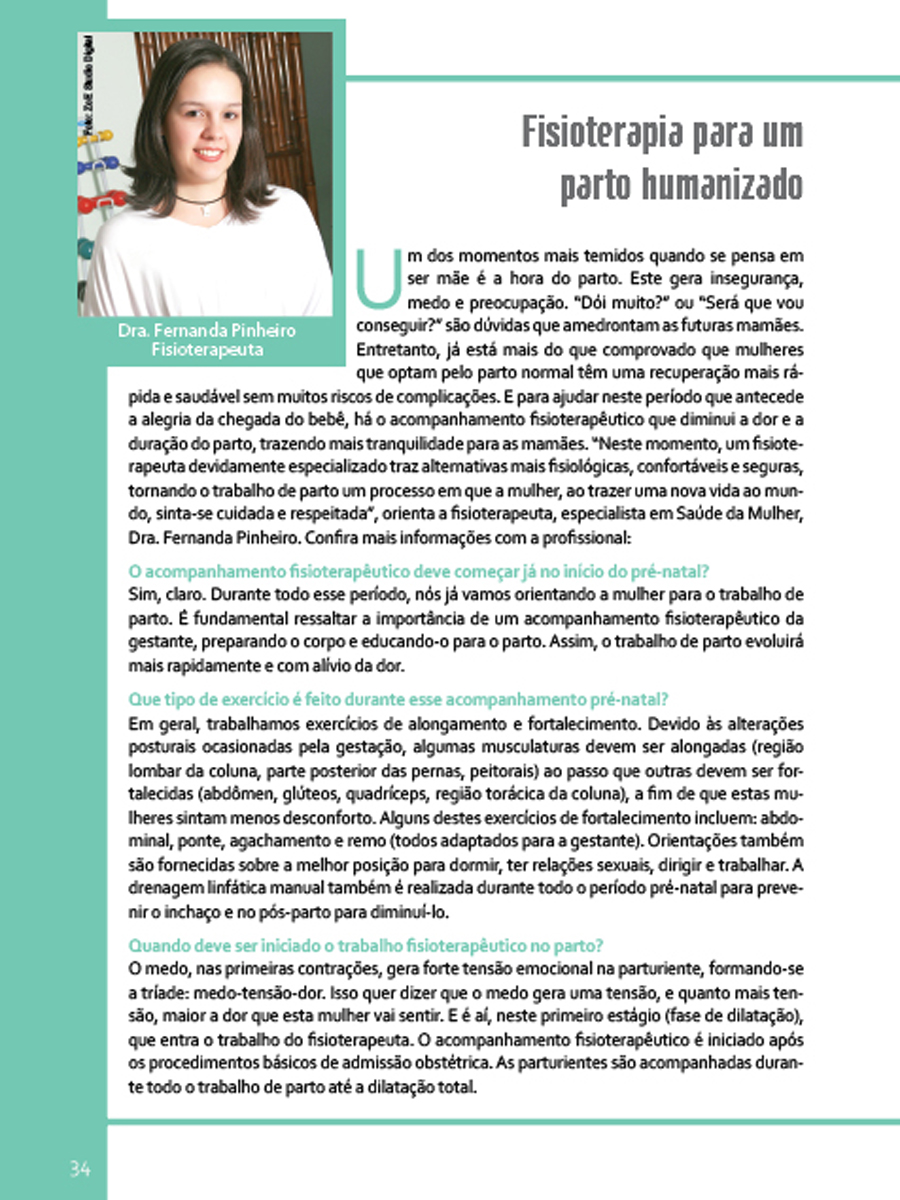 Foto: Zoê Studio Digital
Dra. Fernanda Pinheiro
Fisioterapeuta
Fisioterapia para um
parto humanizado
Um dos momentos mais temidos quando se pensa em
ser mãe é a hora do parto. Este gera insegurança,
medo e preocupação. "Dói muito?" ou "Será que vou
conseguir?" são dúvidas que amedrontam as futuras mamães.
Entretanto, já está mais do que comprovado que mulheres
que optam pelo parto normal têm uma recuperação mais rá-
pida e saudável sem muitos riscos de complicações. E para ajudar neste período que antecede
a alegria da chegada do bebê, há o acompanhamento fisioterapêutico que diminui a dor e a
duração do parto, trazendo mais tranquilidade para as mamães. "Neste momento, um fisiote-
rapeuta devidamente especializado traz alternativas mais fisiológicas, confortáveis e seguras,
tornando o trabalho de parto um processo em que a mulher, ao trazer uma nova vida ao mun-
do, sinta-se cuidada e respeitada", orienta a fisioterapeuta, especialista em Saúde da Mulher,
Dra. Fernanda Pinheiro. Confira mais informações com a profissional:
O acompanhamento fisioterapêutico deve começar já no início do pré-natal?
Sim, claro. Durante todo esse período, nós já vamos orientando a mulher para o trabalho de
parto. É fundamental ressaltar a importância de um acompanhamento fisioterapêutico da
gestante, preparando o corpo e educando-o para o parto. Assim, o trabalho de parto evoluirá
mais rapidamente e com alívio da dor.
Que tipo de exercício é feito durante esse acompanhamento pré-natal?
Em geral, trabalhamos exercícios de alongamento e fortalecimento. Devido às alterações
posturais ocasionadas pela gestação, algumas musculaturas devem ser alongadas (região
lombar da coluna, parte posterior das pernas, peitorais) ao passo que outras devem ser for-
talecidas (abdômen, glúteos, quadríceps, região torácica da coluna), a fim de que estas mu-
lheres sintam menos desconforto. Alguns destes exercícios de fortalecimento incluem: abdo-
minal, ponte, agachamento e remo (todos adaptados para a gestante). Orientações também
são fornecidas sobre a melhor posição para dormir, ter relações sexuais, dirigir e trabalhar. A
drenagem linfática manual também é realizada durante todo o período pré-natal para preve-
nir o inchaço e no pós-parto para diminuí-lo.
Quando deve ser iniciado o trabalho fisioterapêutico no parto?
O medo, nas primeiras contrações, gera forte tensão emocional na parturiente, formando-se
a tríade: medo-tensão-dor. Isso quer dizer que o medo gera uma tensão, e quanto mais ten-
são, maior a dor que esta mulher vai sentir. E é aí, neste primeiro estágio (fase de dilatação),
que entra o trabalho do fisioterapeuta. O acompanhamento fisioterapêutico é iniciado após
os procedimentos básicos de admissão obstétrica. As parturientes são acompanhadas duran-
te todo o trabalho de parto até a dilatação total.
34